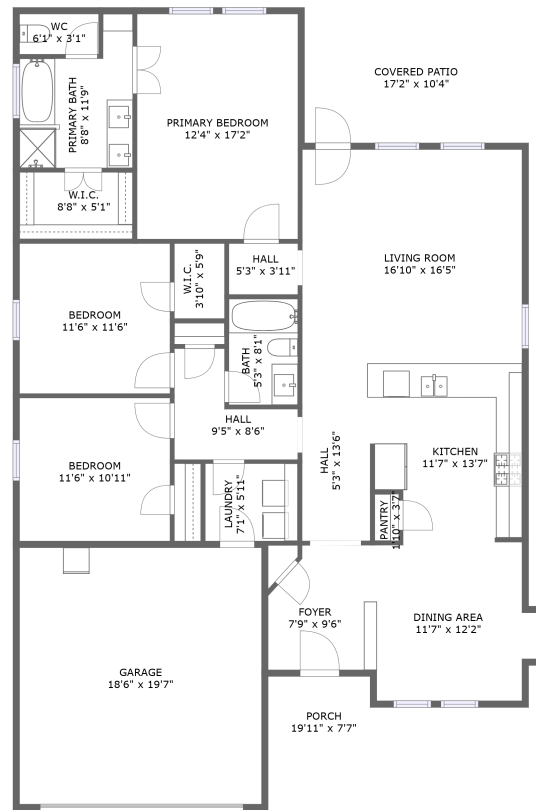 WC
6'1" x 3'1"
COVERED PATIO
17'2" x 10'4"
PRIMARY BATH
8'8" x 11'9"
PRIMARY BEDROOM
12'4" x 17'2"
W.I.C.
8'8" x 5'1"
HALL
5'3" x 3'11"
LIVING ROOM
16'10" x 16'5"
W.I.C.
3'10" x 5'9"
BEDROOM
11'6" x 11'6"
BATH
5'3" x 8'1"
HALL
9'5" x 8'6"
HALL
5'3" x 13'6"
KITCHEN
11'7" x 13'7"
BEDROOM
11'6" x 10'11"
LAUNDRY
7'1" x 5'11"
PANTRY
1'10" x 3'7"
FOYER
7'9" x 9'6"
DINING AREA
11'7" x 12'2"
GARAGE
18'6" x 19'7"
PORCH
19'11" x 7'7"